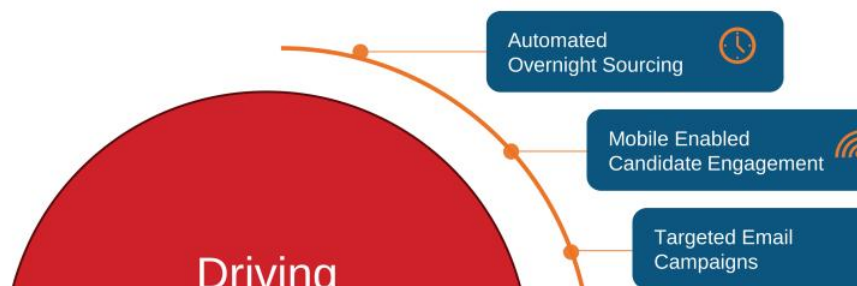 Automated
Overnight Sourcing
Mobile Enabled
Candidate Engagement
Targeted Email
Campaigns
Driving